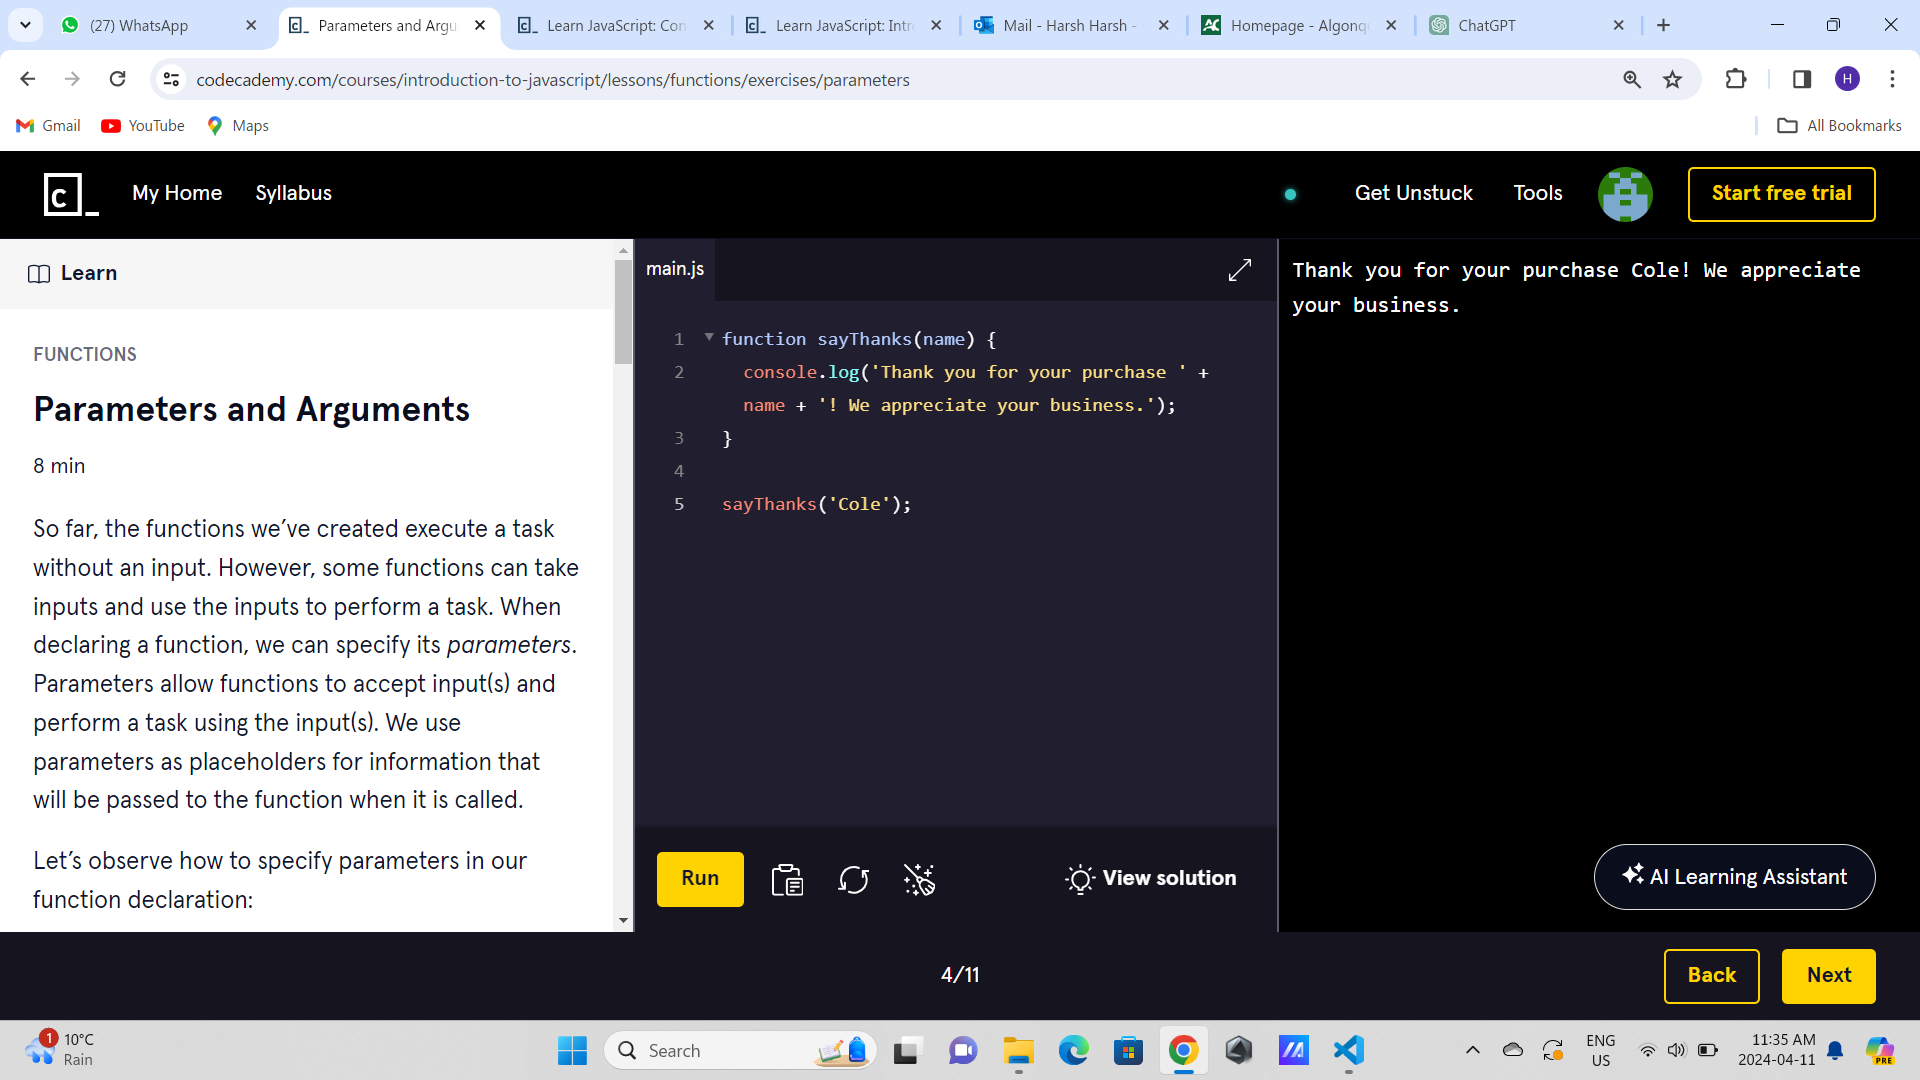 (27) WhatsApp
Parameters and Argu
Learn JavaScript: Con
Learn JavaScript: Intr
Mail - Harsh Harsh -
Homepage - Algonq
ChatGPT
codecademy.com/courses/introduction-to-javascript/lessons/functions/exercises/parameters
H
Gmail
YouTube
Maps
All Bookmarks
c_
My Home
Syllabus
Get Unstuck
Tools
Start free trial
Learn
FUNCTIONS
Parameters and Arguments
8 min
So far, the functions we’ve created execute a task
without an input. However, some functions can take
inputs and use the inputs to perform a task. When
declaring a function, we can specify its parameters.
Parameters allow functions to accept input(s) and
perform a task using the input(s). We use
parameters as placeholders for information that
will be passed to the function when it is called.
Let’s observe how to specify parameters in our
function declaration:
main.js
1 function sayThanks(name) {
2 console.log('Thank you for your purchase ' +
name + '! We appreciate your business.');
3 }
4
5 sayThanks('Cole');
Run
View solution
Thank you for your purchase Cole! We appreciate
your business.
AI Learning Assistant
4/11
Back
Next
1
10°C
Rain
Search
ENG
US
11:35 AM
2024-04-11
PRE